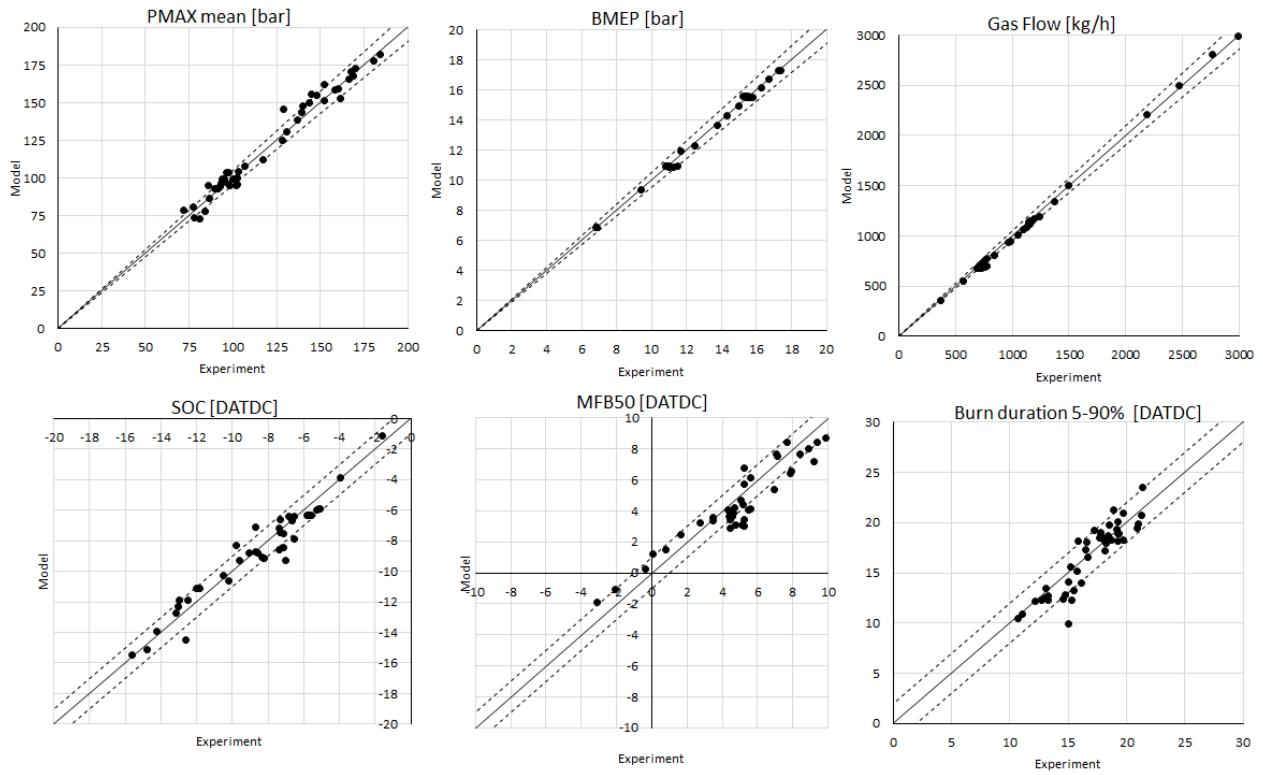 PMAX mean [bar]
200
175
150
125
100
75
50
25
0
Model
0 25 50 75 100 125 150 175 200
Experiment
BMEP [bar]
20
18
16
14
12
10
8
6
4
2
0
Model
0 2 4 6 8 10 12 14 16 18 20
Experiment
Gas Flow [kg/h]
3000
2500
2000
1500
1000
500
0
Model
0 500 1000 1500 2000 2500 3000
Experiment
SOC [DATDC]
-20 -18 -16 -14 -12 -10 -8 -6 -4 -2 0
0
-2
-4
-6
-8
-10
-12
-14
-16
-18
-20
Model
Experiment
MFB50 [DATDC]
10
8
6
4
2
0
-2
-4
-6
-8
-10
Model
-10 -8 -6 -4 -2 0 2 4 6 8 10
Experiment
Burn duration 5-90% [DATDC]
30
25
20
15
10
5
0
Model
0 5 10 15 20 25 30
Experiment